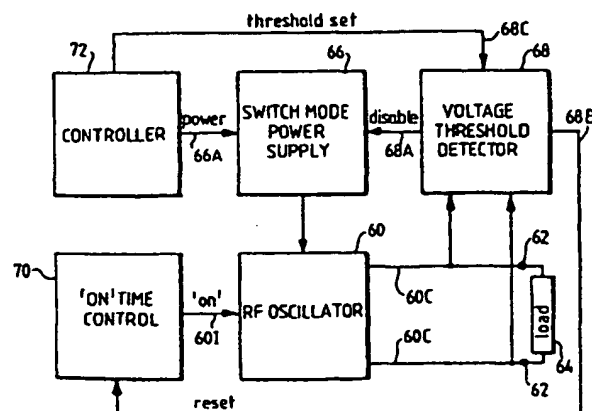 threshold set
72
66
68C
68
CONTROLLER
power
66A
SWITCH MODE
POWER
SUPPLY
disable
68A
VOLTAGE
THRESHOLD
DETECTOR
68B
70
'ON' TIME
CONTROL
'on'
60I
60
RF OSCILLATOR
60C
60C
62
load
64
62
reset